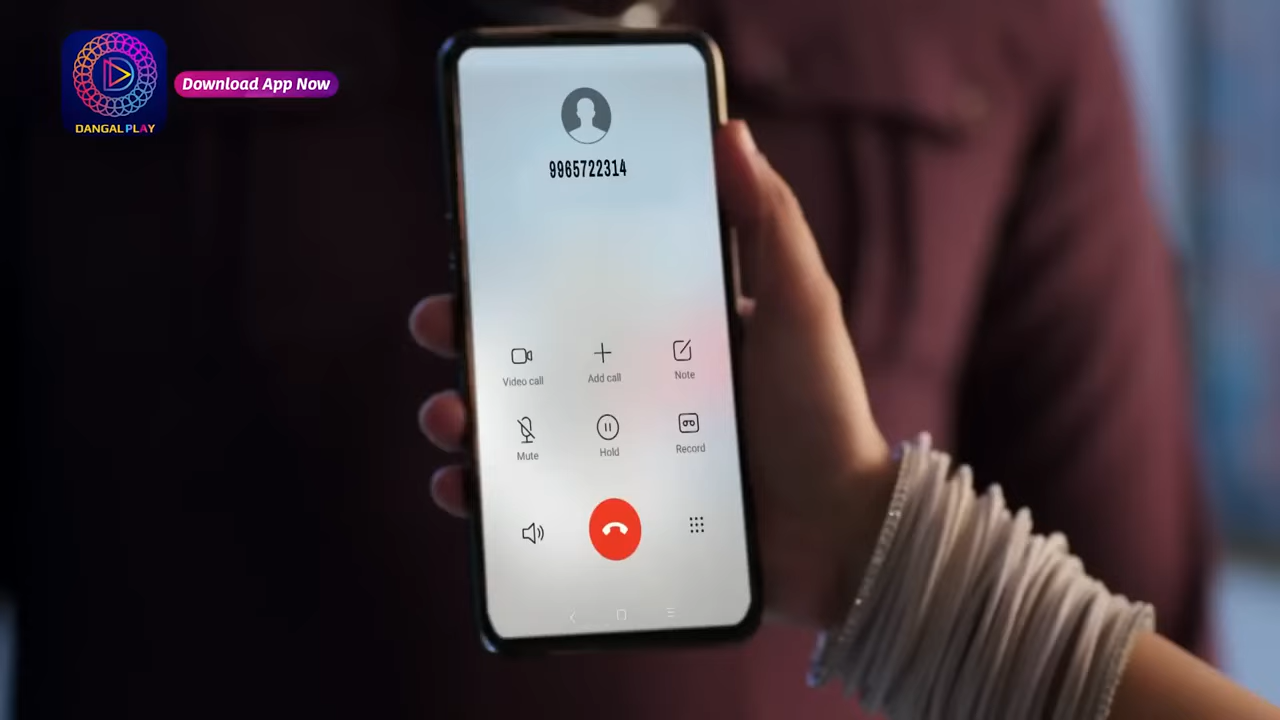 DANGAL PLAY
Download App Now
9965722314
Video call
Add call
Note
Mute
Hold
Record